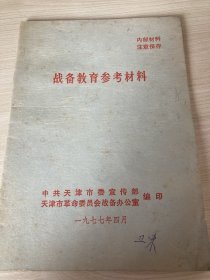 内部材料
注意保存
战备教育参考材料
中共天津市委宣传部
天津市革命委员会战备办公室
编印
一九七七年四月